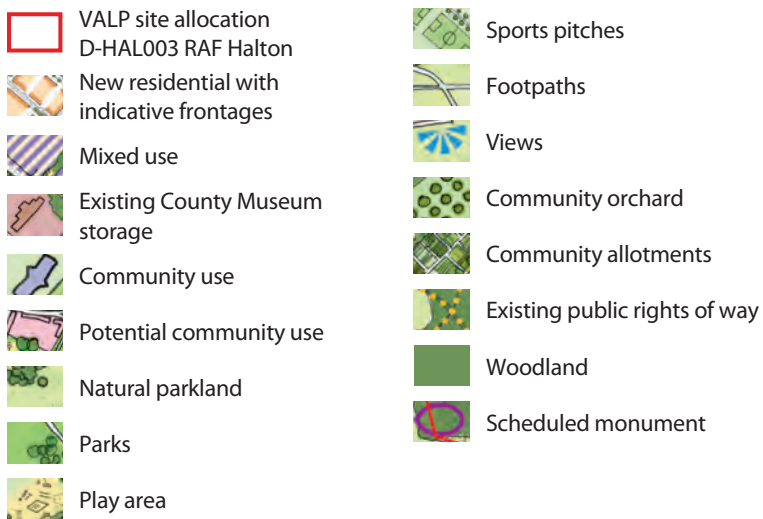 VALP site allocation
D-HAL003 RAF Halton
New residential with
indicative frontages
Mixed use
Existing County Museum
storage
Community use
Potential community use
Natural parkland
Parks
Play area
Sports pitches
Footpaths
Views
Community orchard
Community allotments
Existing public rights of way
Woodland
Scheduled monument